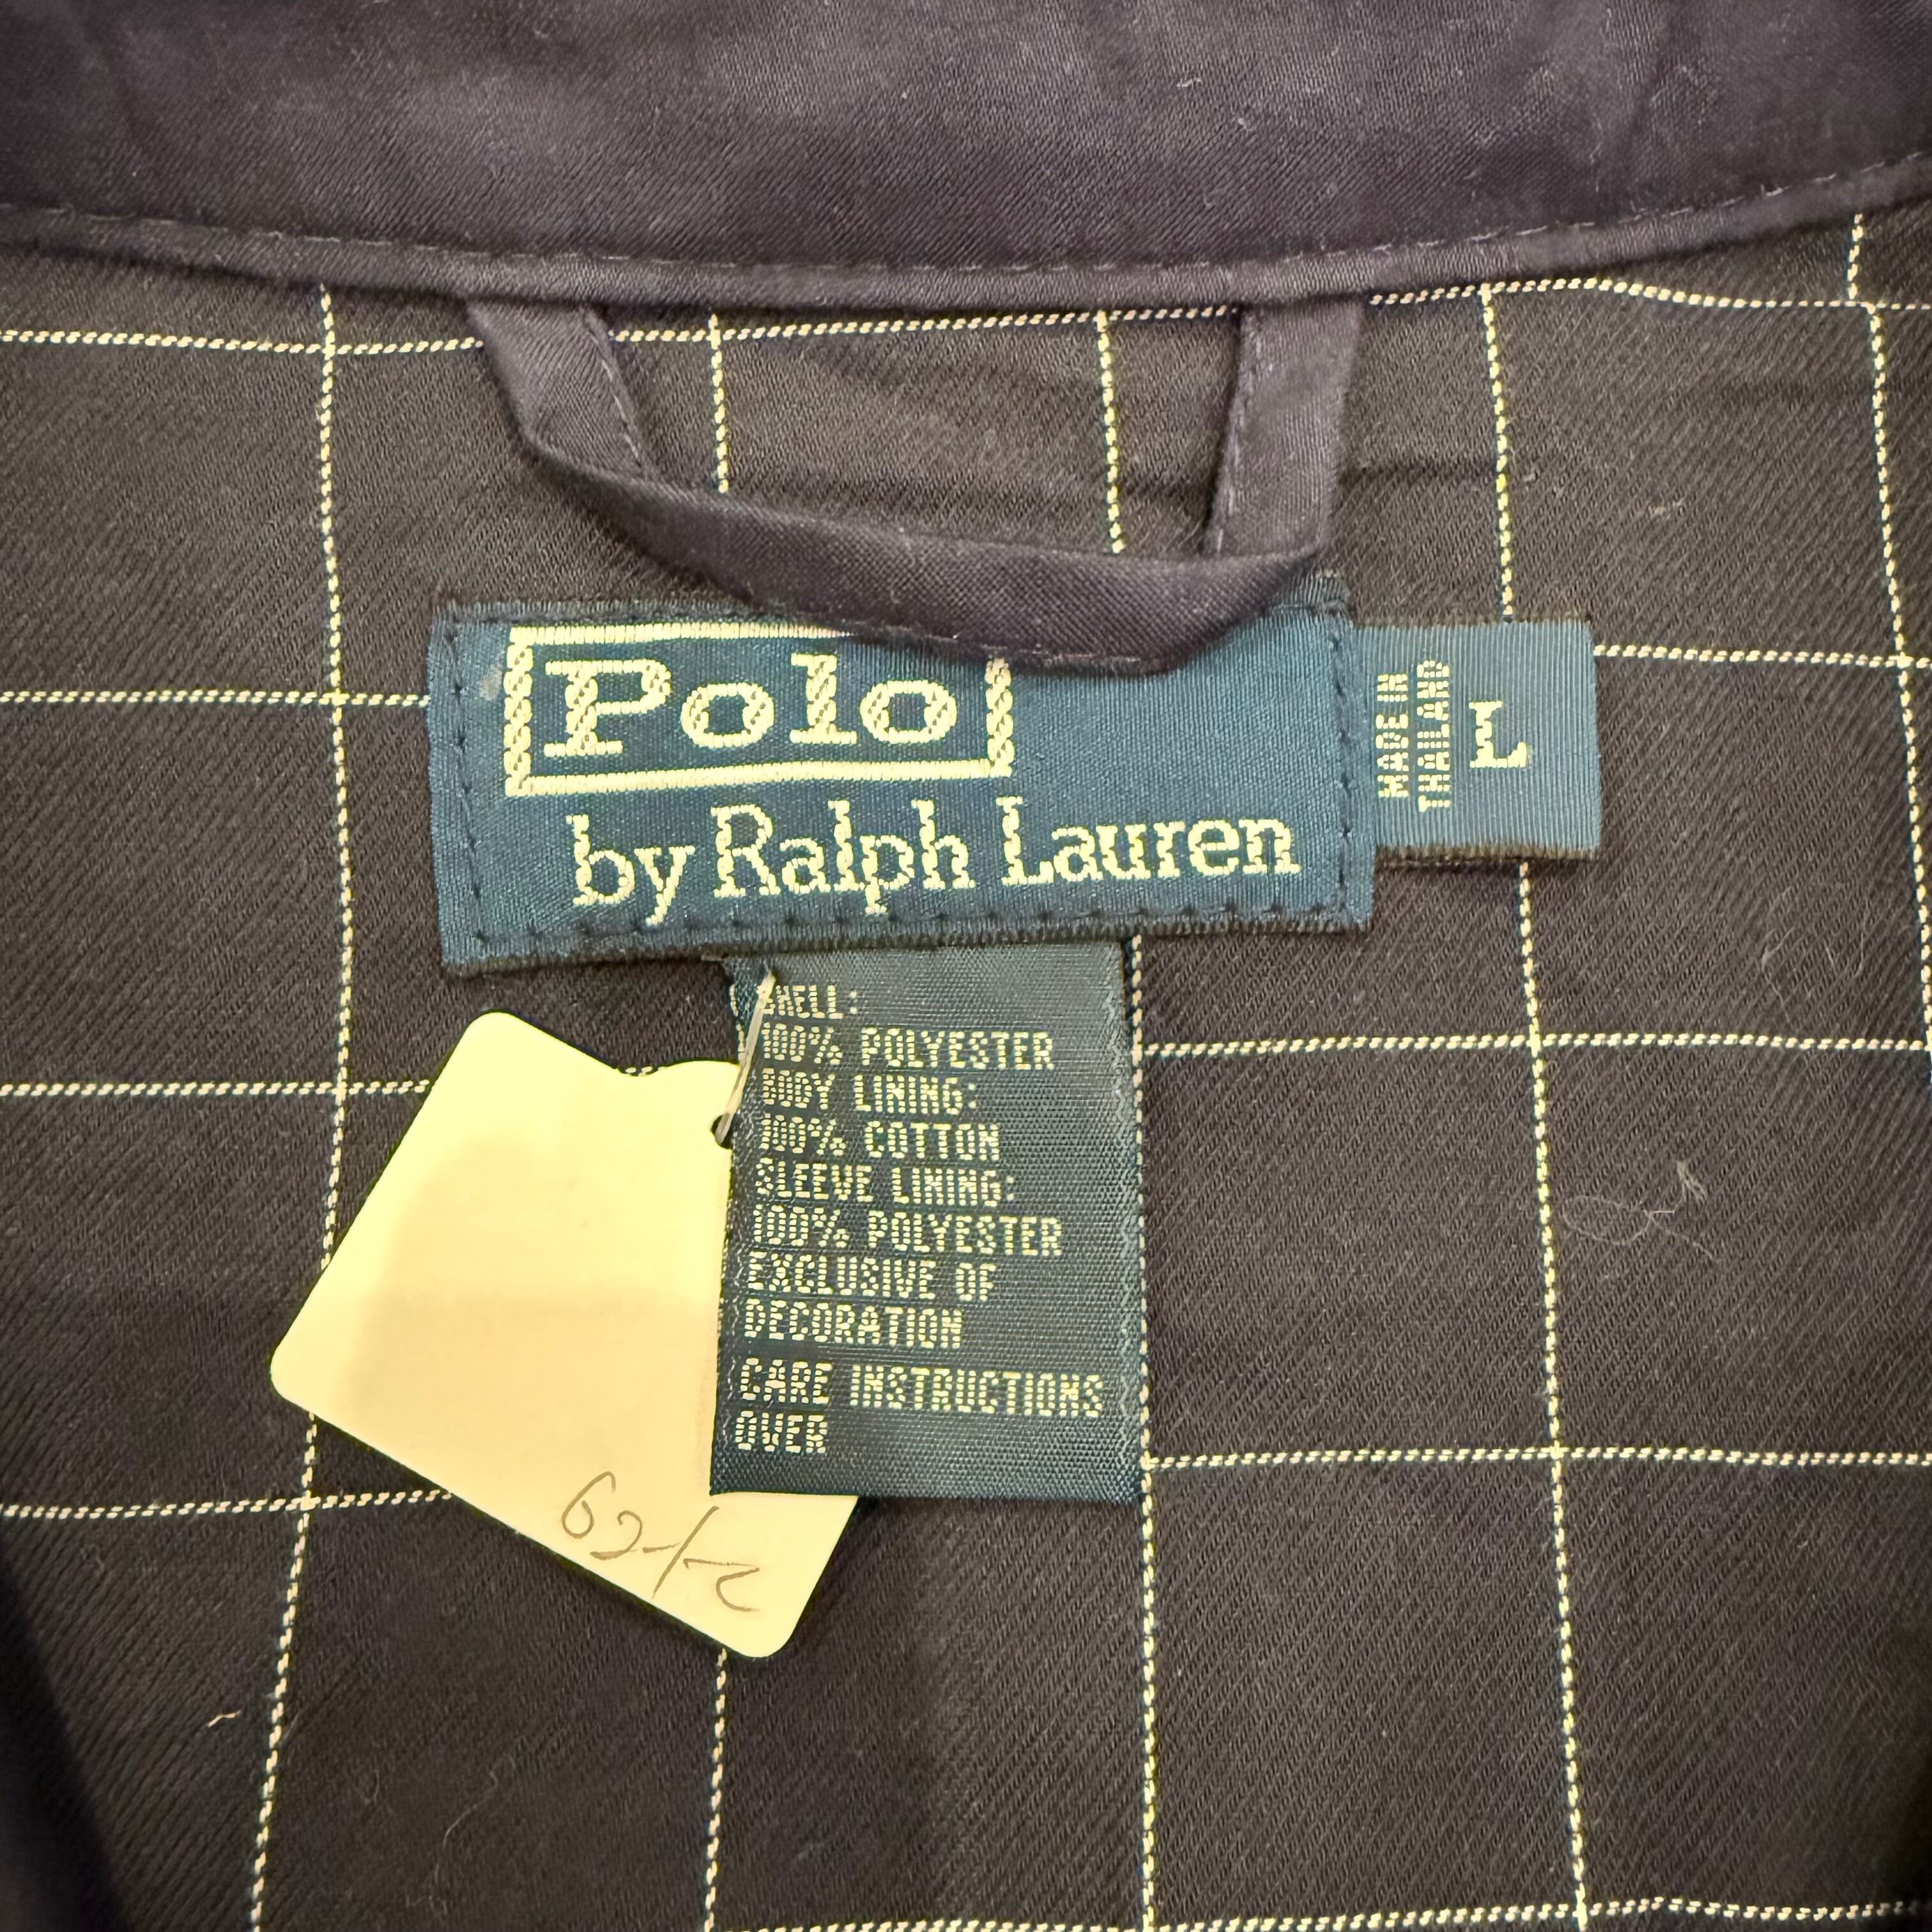 Polo
by Ralph Lauren
MADE IN
THAILAND
L
SHELL:
100% POLYESTER
BODY LINING:
100% COTTON
SLEEVE LINING:
100% POLYESTER
EXCLUSIVE OF
DECORATION
CARE INSTRUCTIONS
OVER